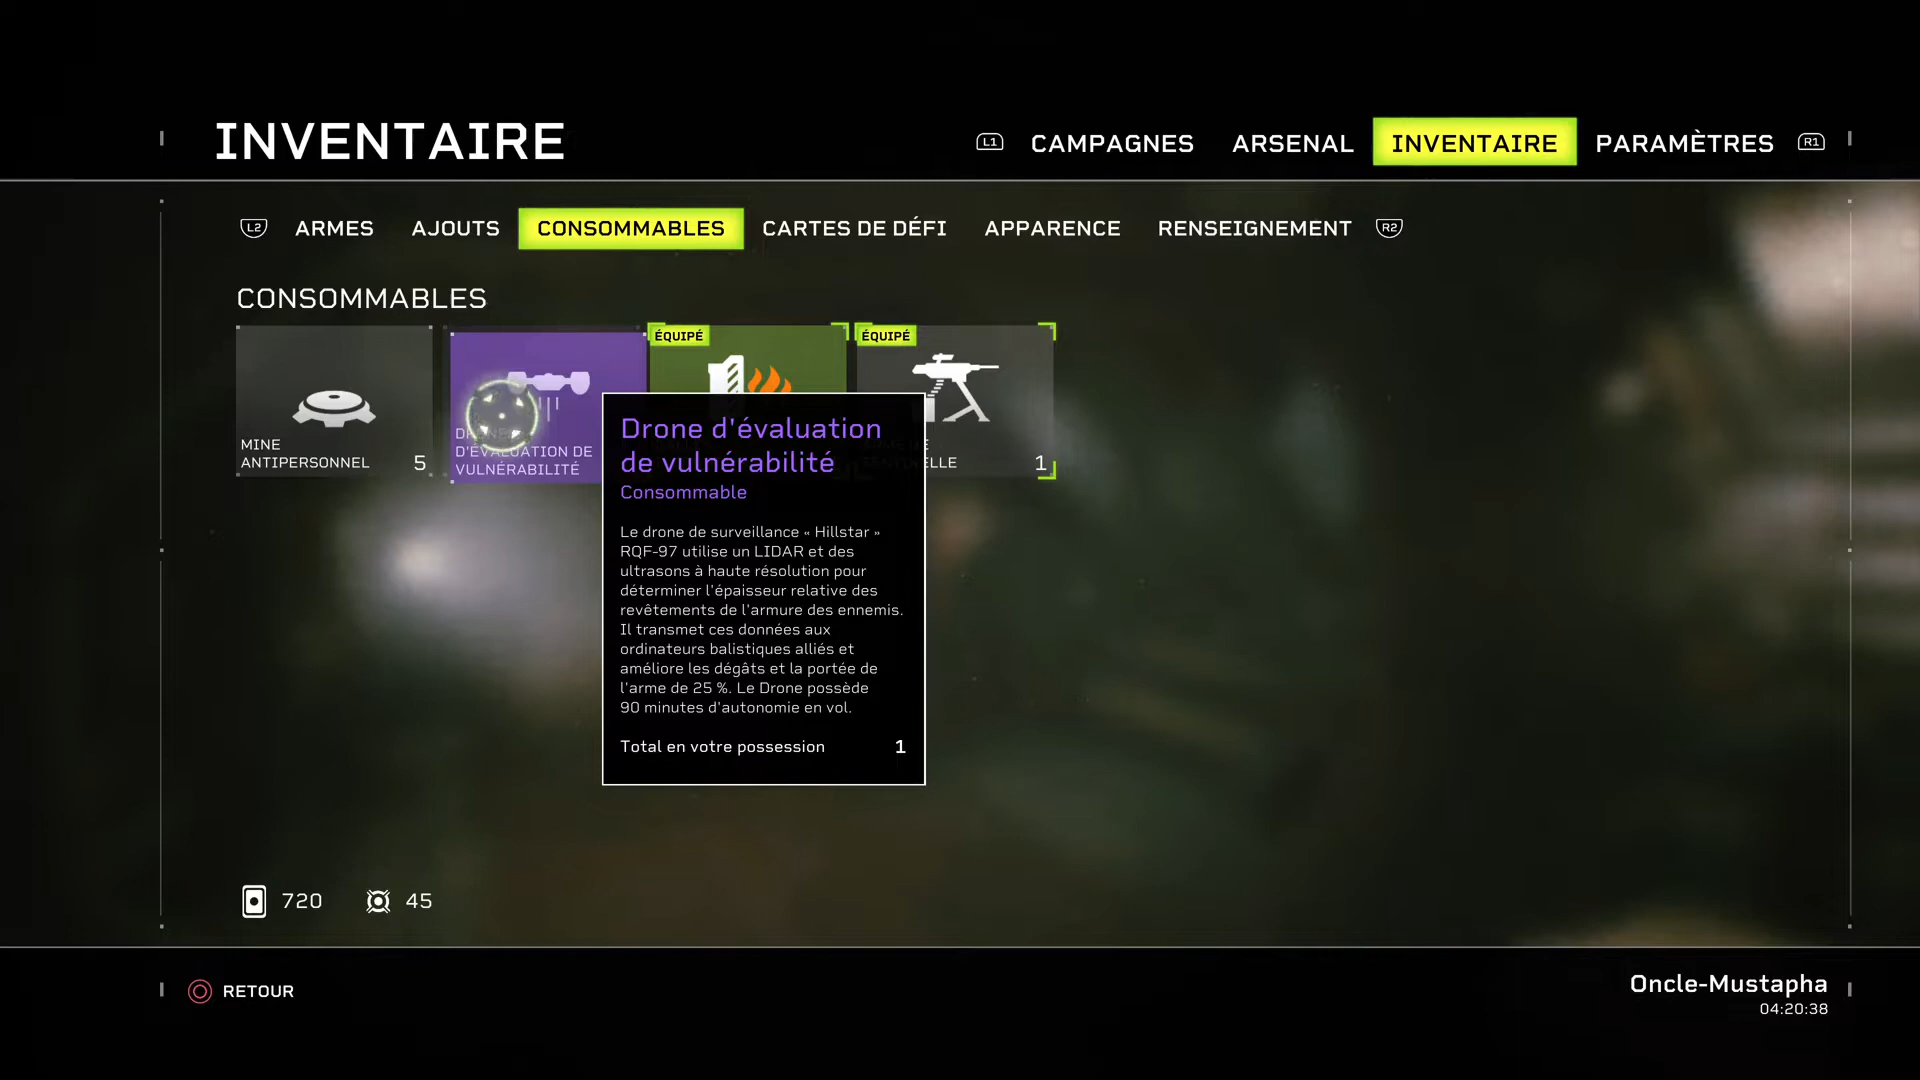 INVENTAIRE
L1 CAMPAGNES ARSENAL INVENTAIRE PARAMÈTRES R1
L2 ARMES AJOUTS CONSOMMABLES CARTES DE DÉFI APPARENCE RENSEIGNEMENT R2
CONSOMMABLES
ÉQUIPÉ
ÉQUIPÉ
MINE
ANTIPERSONNEL 5
D'ÉVALUATION DE
VULNÉRABILITÉ
1
Drone d'évaluation
de vulnérabilité
Consommable
Le drone de surveillance « Hillstar »
RQF-97 utilise un LIDAR et des
ultrasons à haute résolution pour
déterminer l'épaisseur relative des
revêtements de l'armure des ennemis.
Il transmet ces données aux
ordinateurs balistiques alliés et
améliore les dégâts et la portée de
l'arme de 25 %. Le Drone possède
90 minutes d'autonomie en vol.
Total en votre possession 1
720 45
RETOUR
Oncle-Mustapha
04:20:38